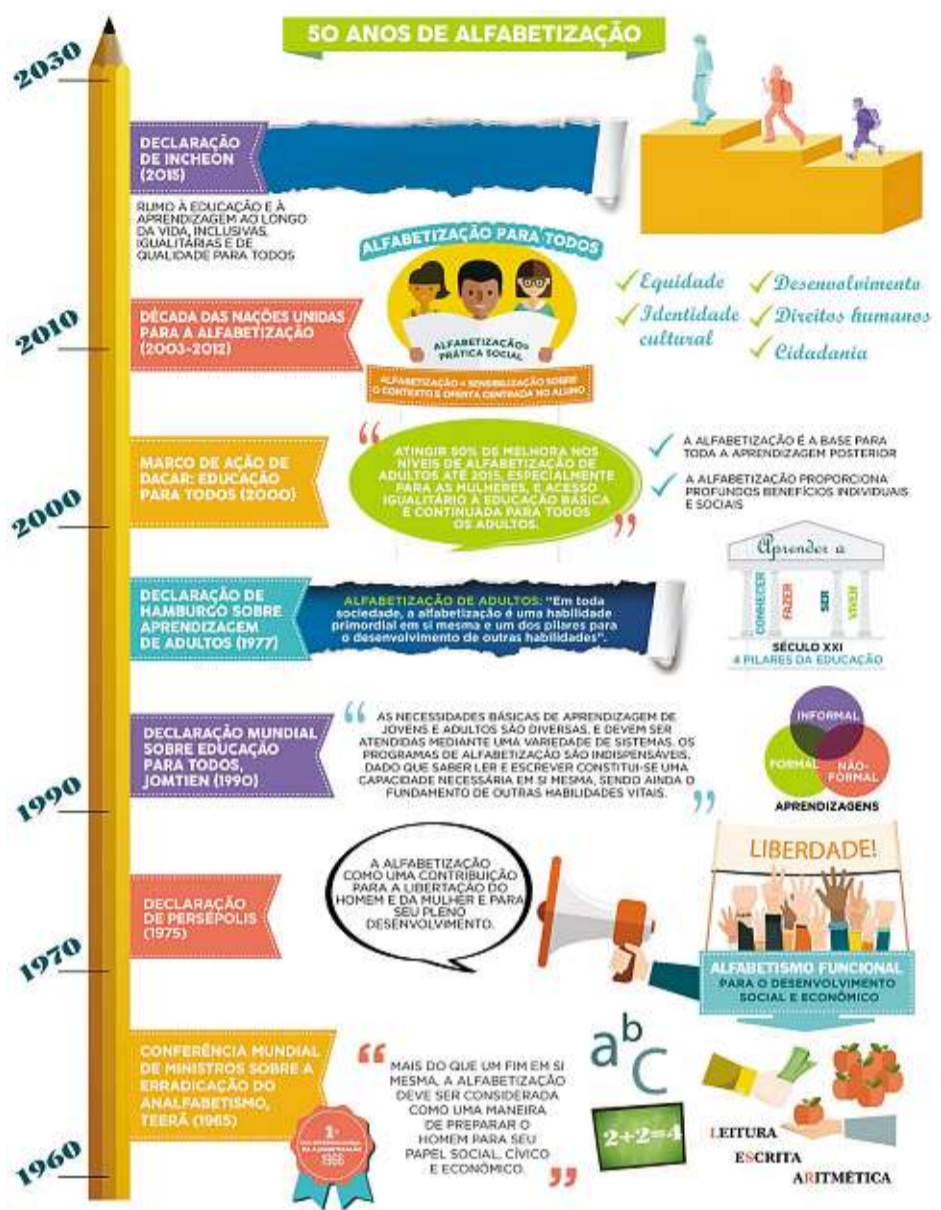 50 ANOS DE ALFABETIZAÇÃO
2030
DECLARAÇÃO
DE INCHEON
(2015)
RUMO À EDUCAÇÃO E À
APRENDIZAGEM AO LONGO
DA VIDA, INCLUSIVAS,
IGUALITÁRIAS E DE
QUALIDADE PARA TODOS
ALFABETIZAÇÃO PARA TODOS
2010
DÉCADA DAS NAÇÕES UNIDAS
PARA A ALFABETIZAÇÃO
(2003-2012)
ALFABETIZAÇÃO=
PRÁTICA SOCIAL
ALFABETIZAÇÃO = SENSIBILIZAÇÃO SOBRE
O CONTEXTO E OFERTA CENTRADA NO ALUNO
Equidade
Identidade
cultural
Desenvolvimento
Direitos humanos
Cidadania
MARCO DE AÇÃO DE
DACAR: EDUCAÇÃO
PARA TODOS (2000)
2000
“ ATINGIR 50% DE MELHORA NOS
NÍVEIS DE ALFABETIZAÇÃO DE
ADULTOS ATÉ 2015, ESPECIALMENTE
PARA AS MULHERES, E ACESSO
IGUALITÁRIO À EDUCAÇÃO BÁSICA
E CONTINUADA PARA TODOS
OS ADULTOS. ”
A ALFABETIZAÇÃO É A BASE PARA
TODA A APRENDIZAGEM POSTERIOR
A ALFABETIZAÇÃO PROPORCIONA
PROFUNDOS BENEFÍCIOS INDIVIDUAIS
E SOCIAIS
DECLARAÇÃO DE
HAMBURGO SOBRE
APRENDIZAGEM
DE ADULTOS (1977)
ALFABETIZAÇÃO DE ADULTOS: "Em toda
sociedade, a alfabetização é uma habilidade
primordial em si mesma e um dos pilares para
o desenvolvimento de outras habilidades".
Aprender a
CONHECER
FAZER
SER
VIVER
SÉCULO XXI
4 PILARES DA EDUCAÇÃO
DECLARAÇÃO MUNDIAL
SOBRE EDUCAÇÃO
PARA TODOS,
JOMTIEN (1990)
1990
“ AS NECESSIDADES BÁSICAS DE APRENDIZAGEM DE
JOVENS E ADULTOS SÃO DIVERSAS, E DEVEM SER
ATENDIDAS MEDIANTE UMA VARIEDADE DE SISTEMAS. OS
PROGRAMAS DE ALFABETIZAÇÃO SÃO INDISPENSÁVEIS,
DADO QUE SABER LER E ESCREVER CONSTITUI-SE UMA
CAPACIDADE NECESSÁRIA EM SI MESMA, SENDO AINDA O
FUNDAMENTO DE OUTRAS HABILIDADES VITAIS. ”
INFORMAL
FORMAL
NÃO-
FORMAL
APRENDIZAGENS
DECLARAÇÃO
DE PERSÉPOLIS
(1975)
1970
A ALFABETIZAÇÃO
COMO UMA CONTRIBUIÇÃO
PARA A LIBERTAÇÃO DO
HOMEM E DA MULHER E PARA
SEU PLENO
DESENVOLVIMENTO.
LIBERDADE!
ALFABETISMO FUNCIONAL
PARA O DESENVOLVIMENTO
SOCIAL E ECONÔMICO
CONFERÊNCIA MUNDIAL
DE MINISTROS SOBRE A
ERRADICAÇÃO DO
ANALFABETISMO,
TEERÃ (1965)
1960
1º
1966
“ MAIS DO QUE UM FIM EM SI
MESMA, A ALFABETIZAÇÃO
DEVE SER CONSIDERADA
COMO UMA MANEIRA
DE PREPARAR O
HOMEM PARA SEU
PAPEL SOCIAL, CÍVICO
E ECONÔMICO. ”
a b C
2+2=4
LEITURA
ESCRITA
ARITMÉTICA